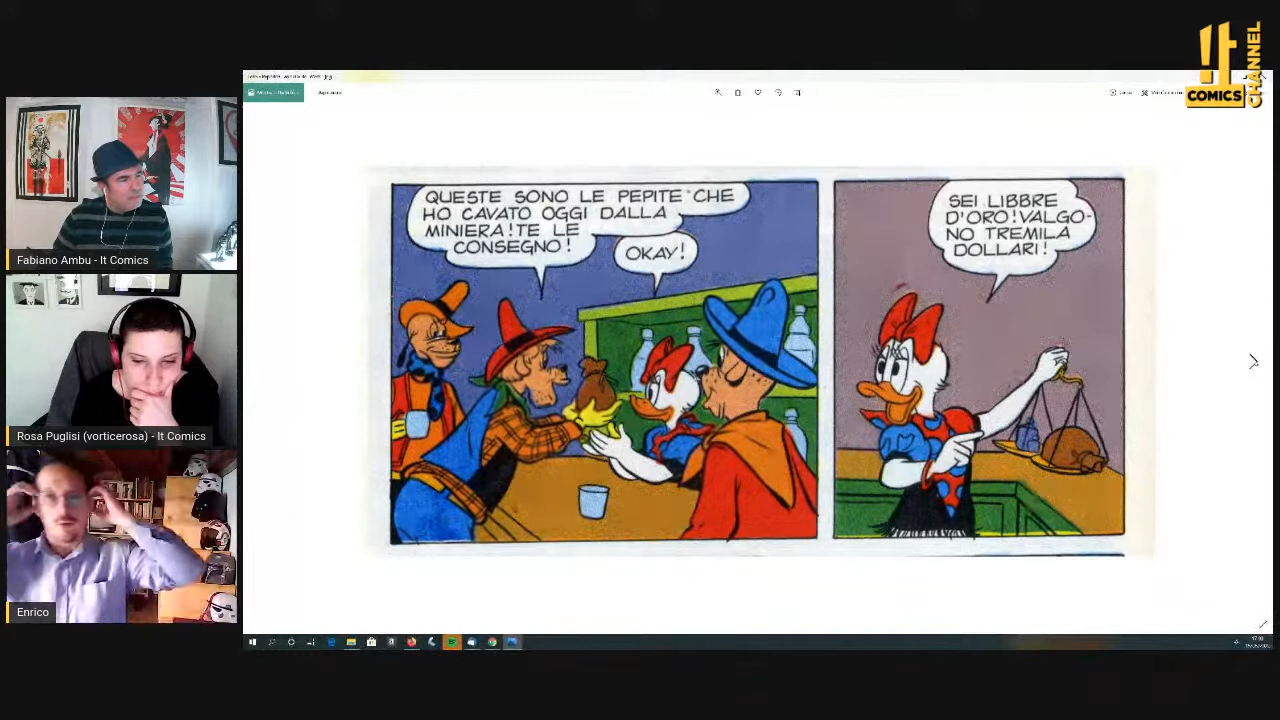 !t
COMICS
CHANNEL
QUESTE SONO LE PEPITE CHE
HO CAVATO OGGI DALLA
MINIERA! TE LE
CONSEGNO!
OKAY!
SEI LIBBRE
D'ORO! VALGO-
NO TREMILA
DOLLARI!
Fabiano Ambu - It Comics
Rosa Puglisi (vorticerosa) - It Comics
Enrico